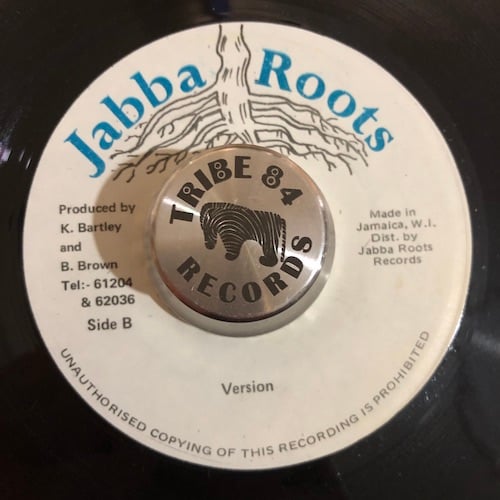 Jabba Roots
TRIBE 84
RECORDS
Produced by
K. Bartley
and
B. Brown
Tel:- 61204
& 62036
Side B
Made in
Jamaica, W.I.
Dist. by
Jabba Roots
Records
Version
UNAUTHORISED COPYING OF THIS RECORDING IS PROHIBITED